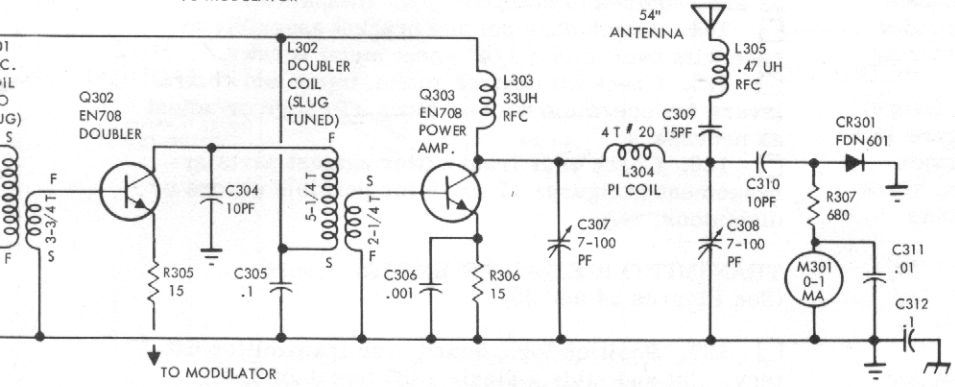 TO MODULATOR
54"
ANTENNA
L302
DOUBLER
COIL
(SLUG
TUNED)
L305
.47 UH
RFC
L303
33UH
RFC
Q302
EN708
DOUBLER
Q303
EN708
POWER
AMP.
C309
15PF
CR301
FDN601
4 T # 20
L304
PI COIL
S
F
F
S
3-3/4 T
F
S
5-1/4 T
S
F
2-1/4 T
C304
10PF
C310
10PF
R307
680
C307
7-100
PF
C308
7-100
PF
R305
15
C305
.1
C306
.001
R306
15
M301
0-1
MA
C311
.01
C312
.1
TO MODULATOR